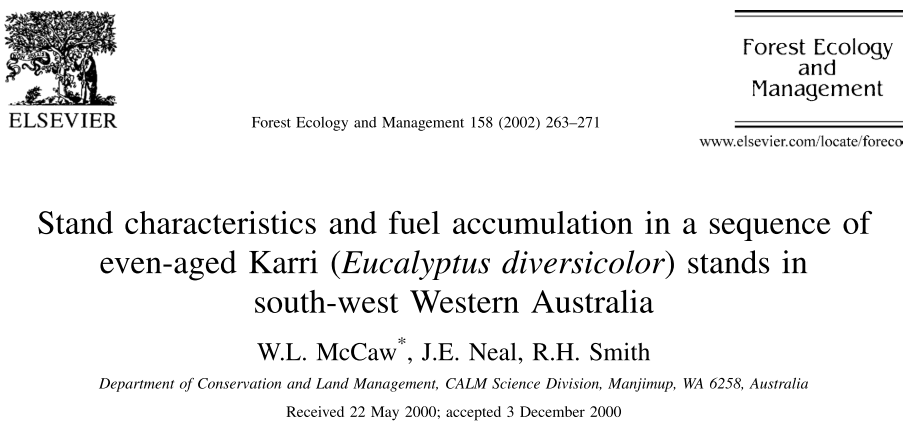 ELSEVIER
Forest Ecology and Management 158 (2002) 263–271
Forest Ecology
and
Management
www.elsevier.com/locate/foreco
Stand characteristics and fuel accumulation in a sequence of
even-aged Karri (Eucalyptus diversicolor) stands in
south-west Western Australia
W.L. McCaw*, J.E. Neal, R.H. Smith
Department of Conservation and Land Management, CALM Science Division, Manjimup, WA 6258, Australia
Received 22 May 2000; accepted 3 December 2000